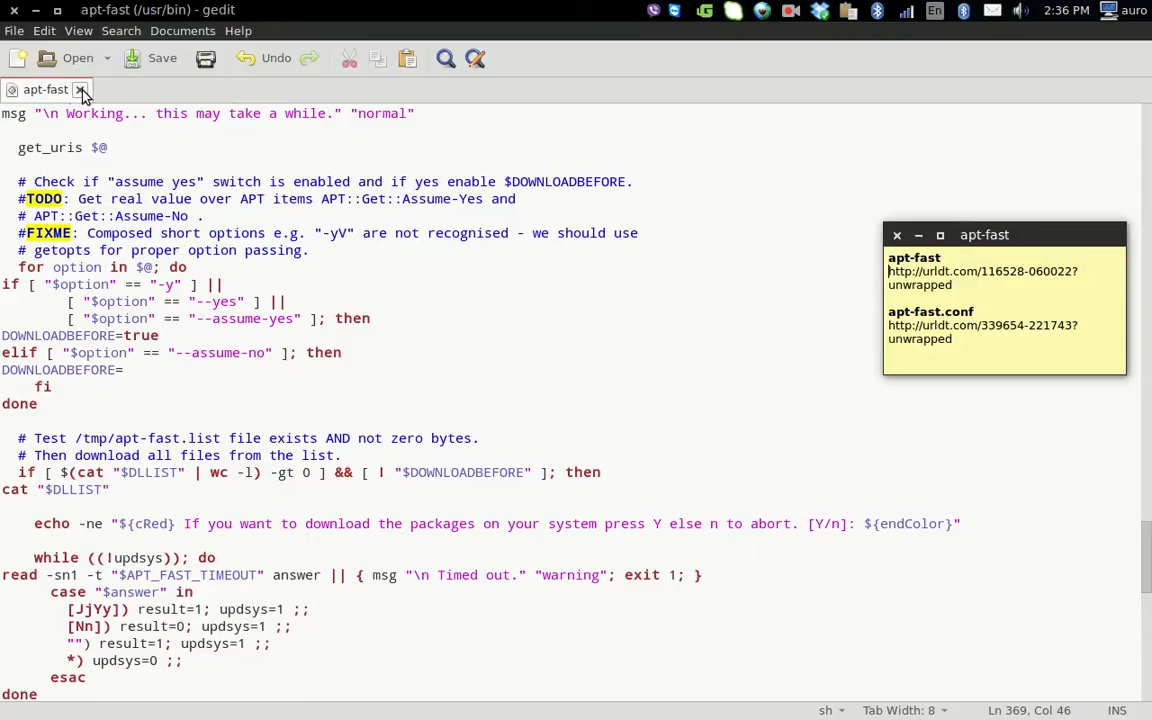 apt-fast (/usr/bin) - gedit
En
2:36 PM
auro
File Edit View Search Documents Help
Open
Save
Undo
apt-fast
msg "\n Working... this may take a while." "normal"
get_uris $@
# Check if "assume yes" switch is enabled and if yes enable $DOWNLOADBEFORE.
#TODO: Get real value over APT items APT::Get::Assume-Yes and
# APT::Get::Assume-No .
#FIXME: Composed short options e.g. "-yV" are not recognised - we should use
# getopts for proper option passing.
for option in $@; do
if [ "$option" == "-y" ] ||
[ "$option" == "--yes" ] ||
[ "$option" == "--assume-yes" ]; then
DOWNLOADBEFORE=true
elif [ "$option" == "--assume-no" ]; then
DOWNLOADBEFORE=
fi
done
# Test /tmp/apt-fast.list file exists AND not zero bytes.
# Then download all files from the list.
if [ $(cat "$DLLIST" | wc -l) -gt 0 ] && [ ! "$DOWNLOADBEFORE" ]; then
cat "$DLLIST"
echo -ne "${cRed} If you want to download the packages on your system press Y else n to abort. [Y/n]: ${endColor}"
while ((!updsys)); do
read -sn1 -t "$APT_FAST_TIMEOUT" answer || { msg "\n Timed out." "warning"; exit 1; }
case "$answer" in
[JjYy]) result=1; updsys=1 ;;
[Nn]) result=0; updsys=1 ;;
"") result=1; updsys=1 ;;
*) updsys=0 ;;
esac
done
apt-fast
apt-fast
http://urldt.com/116528-060022?
unwrapped
apt-fast.conf
http://urldt.com/339654-221743?
unwrapped
sh
Tab Width: 8
Ln 369, Col 46
INS